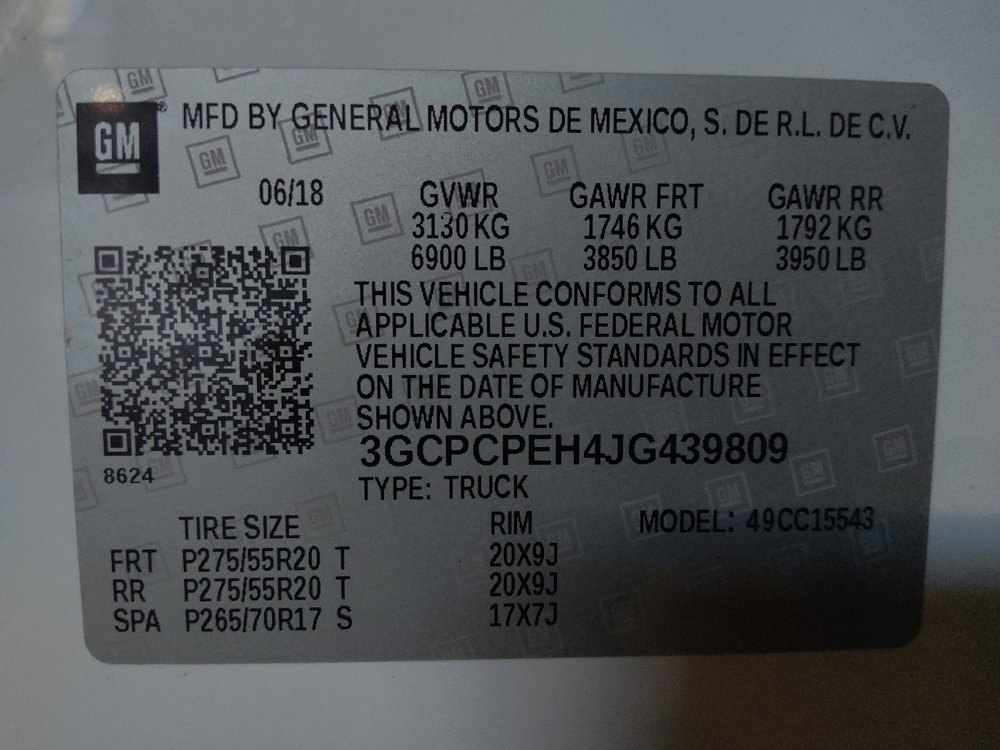 GM
MFD BY GENERAL MOTORS DE MEXICO, S. DE R.L. DE C.V.
06/18 GVWR GAWR FRT GAWR RR
3130 KG 1746 KG 1792 KG
6900 LB 3850 LB 3950 LB
THIS VEHICLE CONFORMS TO ALL
APPLICABLE U.S. FEDERAL MOTOR
VEHICLE SAFETY STANDARDS IN EFFECT
ON THE DATE OF MANUFACTURE
SHOWN ABOVE.
3GCPCPEH4JG439809
8624
TYPE: TRUCK
TIRE SIZE RIM MODEL: 49CC15543
FRT P275/55R20 T 20X9J
RR P275/55R20 T 20X9J
SPA P265/70R17 S 17X7J